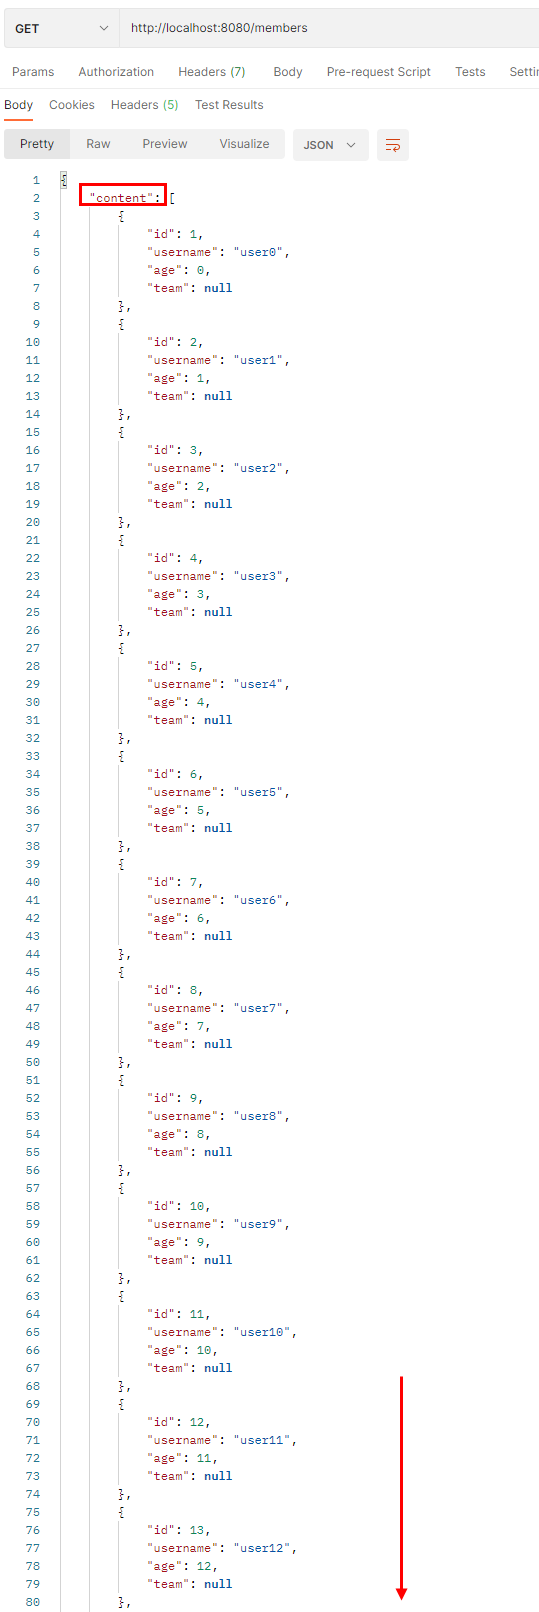 GET http://localhost:8080/members
Params Authorization Headers (7) Body Pre-request Script Tests Setti
Body Cookies Headers (5) Test Results
Pretty Raw Preview Visualize JSON
1 {
2 "content": [
3 {
4 "id": 1,
5 "username": "user0",
6 "age": 0,
7 "team": null
8 },
9 {
10 "id": 2,
11 "username": "user1",
12 "age": 1,
13 "team": null
14 },
15 {
16 "id": 3,
17 "username": "user2",
18 "age": 2,
19 "team": null
20 },
21 {
22 "id": 4,
23 "username": "user3",
24 "age": 3,
25 "team": null
26 },
27 {
28 "id": 5,
29 "username": "user4",
30 "age": 4,
31 "team": null
32 },
33 {
34 "id": 6,
35 "username": "user5",
36 "age": 5,
37 "team": null
38 },
39 {
40 "id": 7,
41 "username": "user6",
42 "age": 6,
43 "team": null
44 },
45 {
46 "id": 8,
47 "username": "user7",
48 "age": 7,
49 "team": null
50 },
51 {
52 "id": 9,
53 "username": "user8",
54 "age": 8,
55 "team": null
56 },
57 {
58 "id": 10,
59 "username": "user9",
60 "age": 9,
61 "team": null
62 },
63 {
64 "id": 11,
65 "username": "user10",
66 "age": 10,
67 "team": null
68 },
69 {
70 "id": 12,
71 "username": "user11",
72 "age": 11,
73 "team": null
74 },
75 {
76 "id": 13,
77 "username": "user12",
78 "age": 12,
79 "team": null
80 },